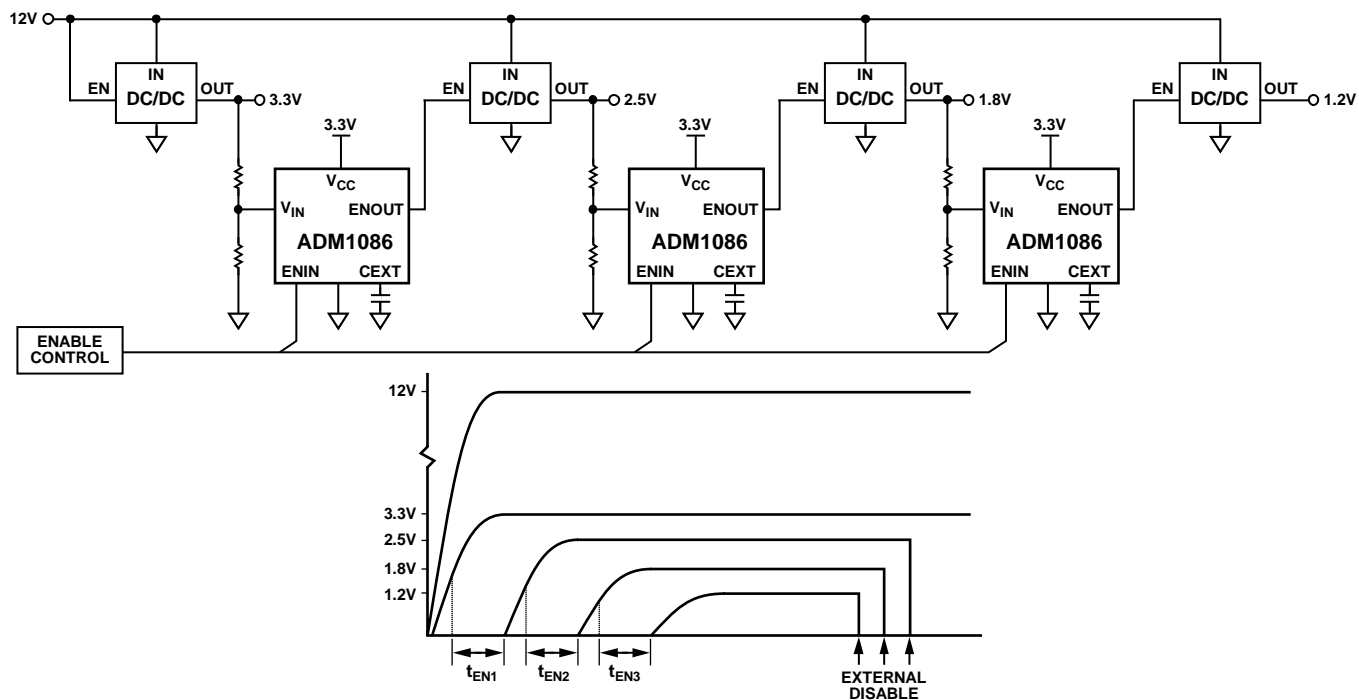 12V
IN
DC/DC
EN
OUT
3.3V
IN
DC/DC
EN
OUT
2.5V
IN
DC/DC
EN
OUT
1.8V
IN
DC/DC
EN
OUT
1.2V
3.3V
VCC
VIN
ENOUT
ADM1086
ENIN
CEXT
3.3V
VCC
VIN
ENOUT
ADM1086
ENIN
CEXT
3.3V
VCC
VIN
ENOUT
ADM1086
ENIN
CEXT
ENABLE
CONTROL
12V
3.3V
2.5V
1.8V
1.2V
tEN1
tEN2
tEN3
EXTERNAL
DISABLE